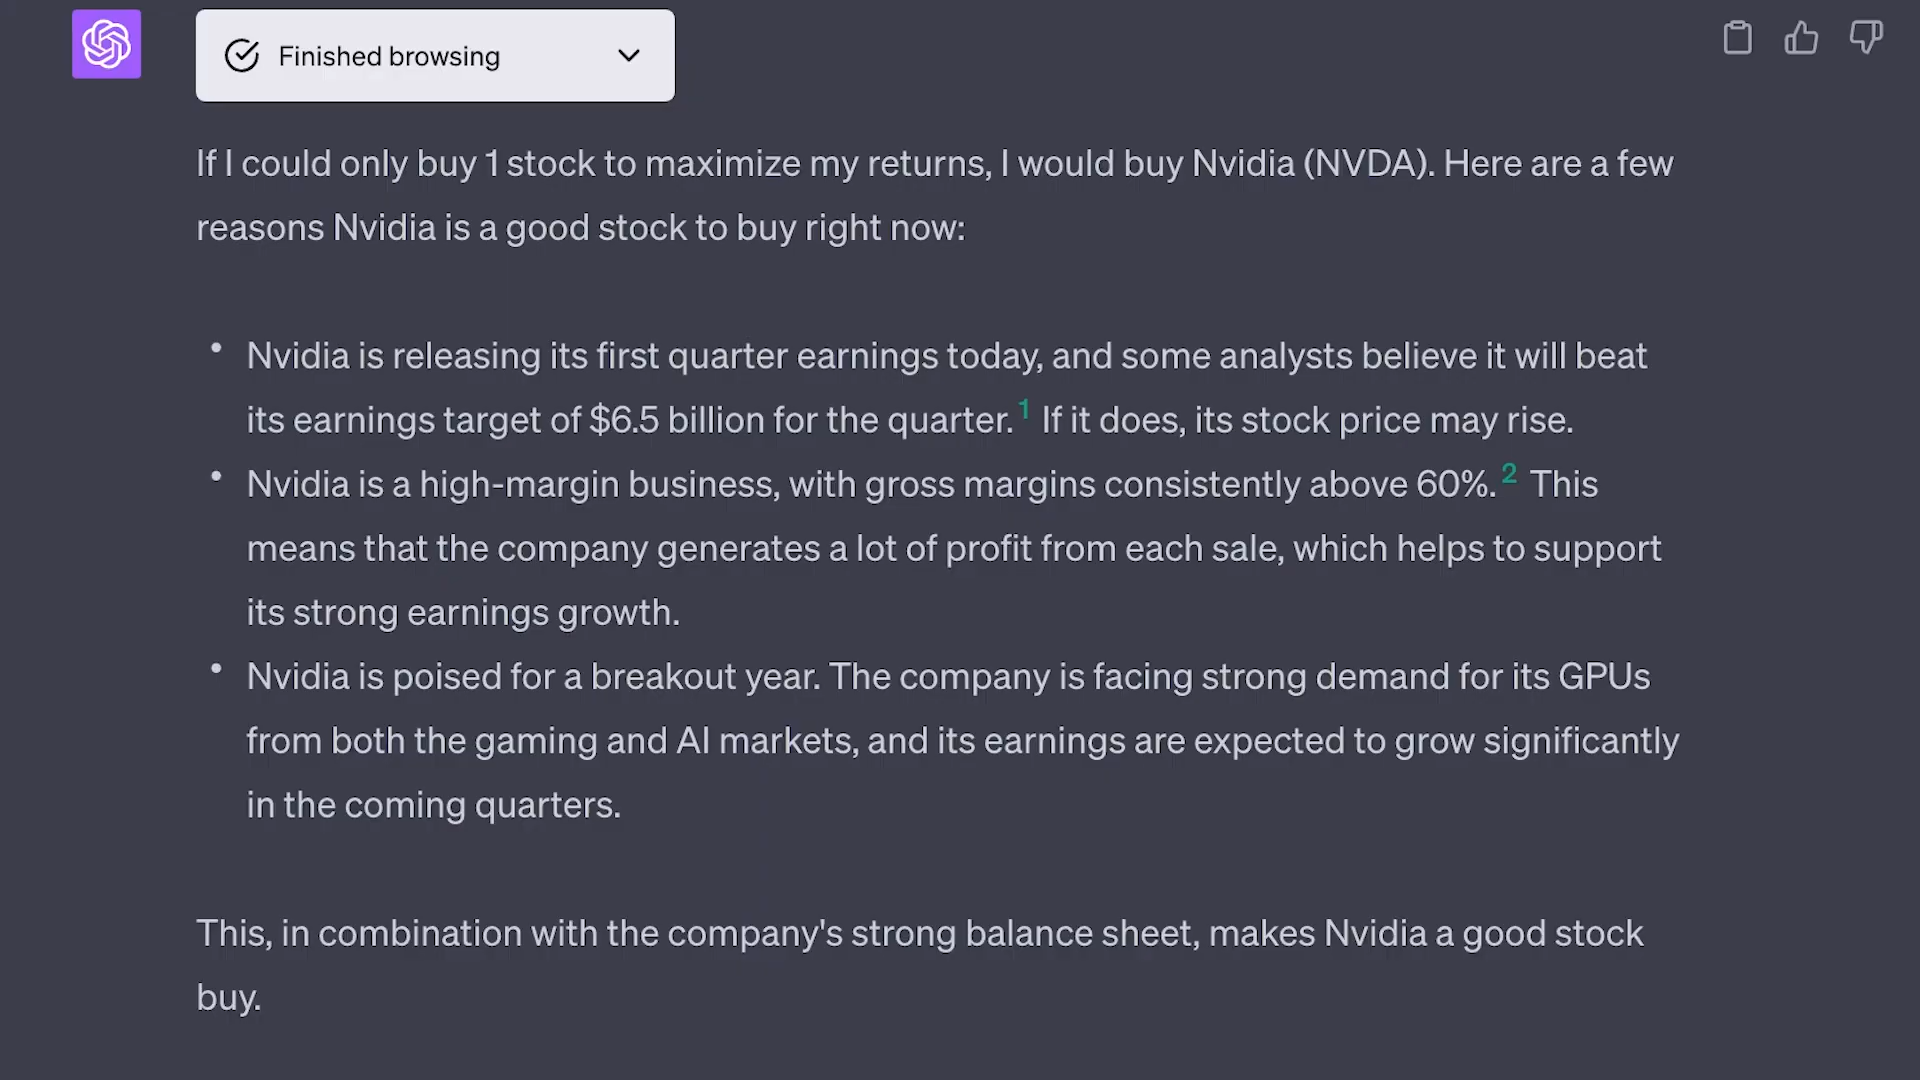 Finished browsing
If I could only buy 1 stock to maximize my returns, I would buy Nvidia (NVDA). Here are a few
reasons Nvidia is a good stock to buy right now:
• Nvidia is releasing its first quarter earnings today, and some analysts believe it will beat
its earnings target of $6.5 billion for the quarter.1 If it does, its stock price may rise.
• Nvidia is a high-margin business, with gross margins consistently above 60%.2 This
means that the company generates a lot of profit from each sale, which helps to support
its strong earnings growth.
• Nvidia is poised for a breakout year. The company is facing strong demand for its GPUs
from both the gaming and AI markets, and its earnings are expected to grow significantly
in the coming quarters.
This, in combination with the company's strong balance sheet, makes Nvidia a good stock
buy.